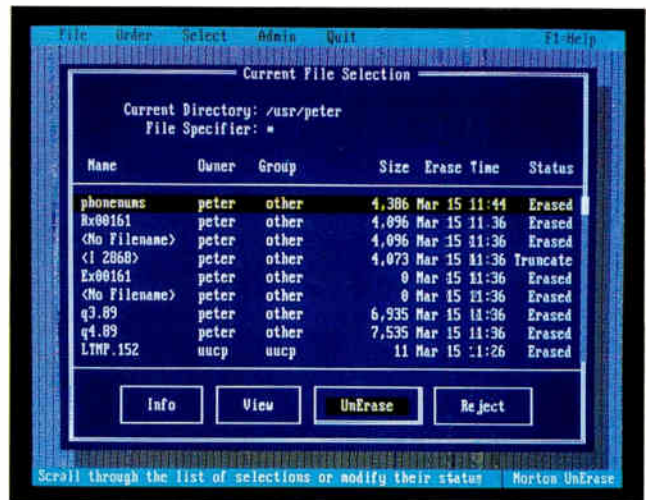 File Order Select Admin Quit F1=Help
Current File Selection
Current Directory: /usr/peter
File Specifier: *
Name Owner Group Size Erase Time Status
phonenums peter other 4,386 Mar 15 11:44 Erased
Rx00161 peter other 4,096 Mar 15 11:36 Erased
<No Filename> peter other 4,096 Mar 15 11:36 Erased
<I 2868> peter other 4,073 Mar 15 11:36 Truncate
Ex00161 peter other 0 Mar 15 11:36 Erased
<No Filename> peter other 0 Mar 15 11:36 Erased
q3.89 peter other 6,935 Mar 15 11:36 Erased
q4.89 peter other 7,535 Mar 15 11:36 Erased
LTMP.152 uucp uucp 11 Mar 15 11:26 Erased
Info View UnErase Reject
Scroll through the list of selections or modify their status Norton UnErase